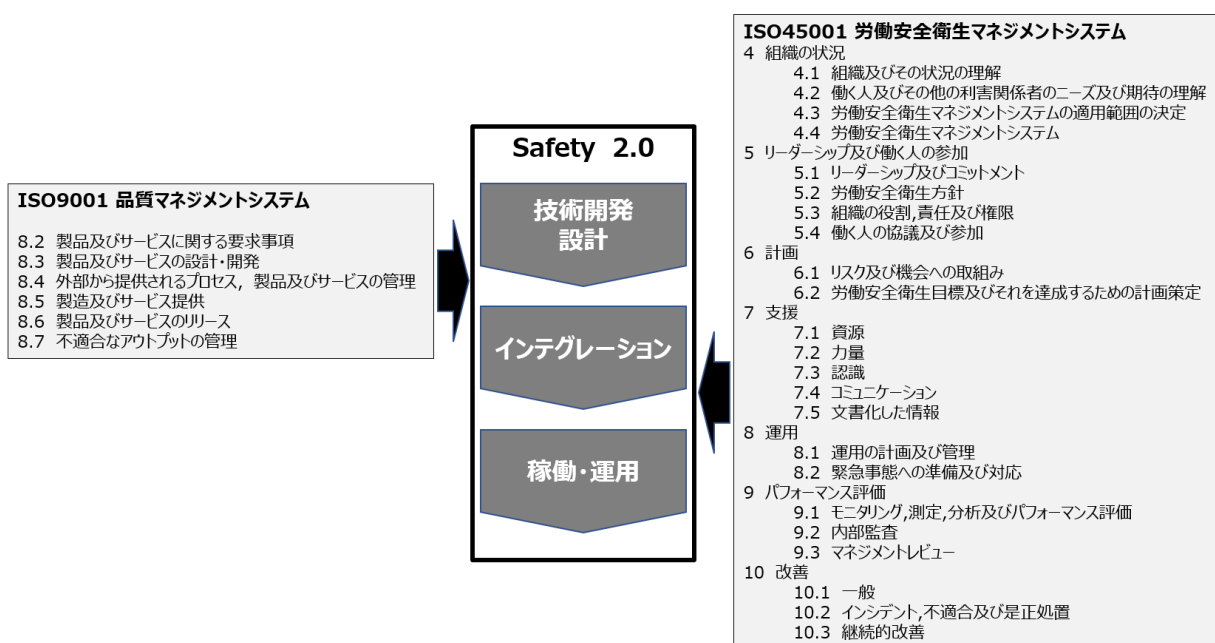 ISO9001 品質マネジメントシステム
8.2 製品及びサービスに関する要求事項
8.3 製品及びサービスの設計・開発
8.4 外部から提供されるプロセス, 製品及びサービスの管理
8.5 製造及びサービス提供
8.6 製品及びサービスのリリース
8.7 不適合なアウトプットの管理
Safety 2.0
技術開発
設計
インテグレーション
稼働・運用
ISO45001 労働安全衛生マネジメントシステム
4 組織の状況
4.1 組織及びその状況の理解
4.2 働く人及びその他の利害関係者のニーズ及び期待の理解
4.3 労働安全衛生マネジメントシステムの適用範囲の決定
4.4 労働安全衛生マネジメントシステム
5 リーダーシップ及び働く人の参加
5.1 リーダーシップ及びコミットメント
5.2 労働安全衛生方針
5.3 組織の役割,責任及び権限
5.4 働く人の協議及び参加
6 計画
6.1 リスク及び機会への取組み
6.2 労働安全衛生目標及びそれを達成するための計画策定
7 支援
7.1 資源
7.2 力量
7.3 認識
7.4 コミュニケーション
7.5 文書化した情報
8 運用
8.1 運用の計画及び管理
8.2 緊急事態への準備及び対応
9 パフォーマンス評価
9.1 モニタリング,測定,分析及びパフォーマンス評価
9.2 内部監査
9.3 マネジメントレビュー
10 改善
10.1 一般
10.2 インシデント,不適合及び是正処置
10.3 継続的改善